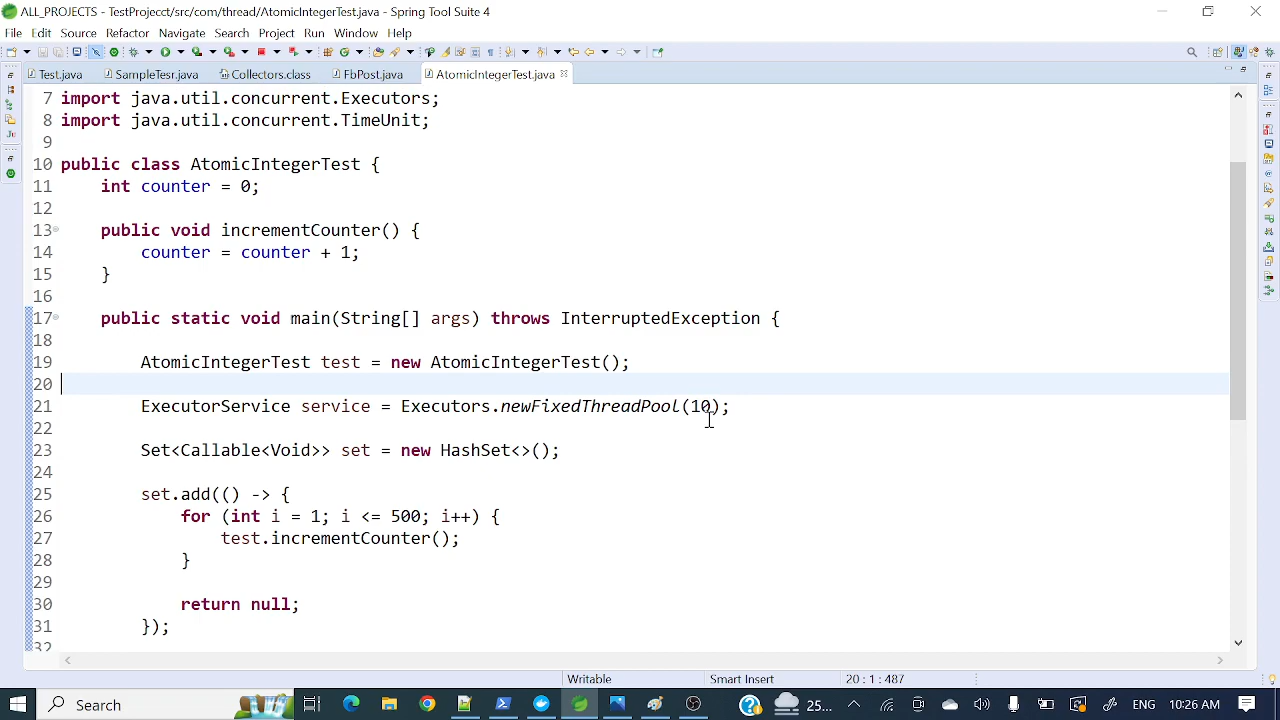 ALL_PROJECTS - TestProjecct/src/com/thread/AtomicIntegerTest.java - Spring Tool Suite 4
File Edit Source Refactor Navigate Search Project Run Window Help
Test.java SampleTesr.java Collectors.class FbPost.java AtomicIntegerTest.java
7 import java.util.concurrent.Executors;
8 import java.util.concurrent.TimeUnit;
9
10 public class AtomicIntegerTest {
11 int counter = 0;
12
13 public void incrementCounter() {
14 counter = counter + 1;
15 }
16
17 public static void main(String[] args) throws InterruptedException {
18
19 AtomicIntegerTest test = new AtomicIntegerTest();
20
21 ExecutorService service = Executors.newFixedThreadPool(10);
22
23 Set<Callable<Void>> set = new HashSet<>();
24
25 set.add(() -> {
26 for (int i = 1; i <= 500; i++) {
27 test.incrementCounter();
28 }
29
30 return null;
31 });
32
Writable Smart Insert 20 : 1 : 487
Search 25... ENG 10:26 AM